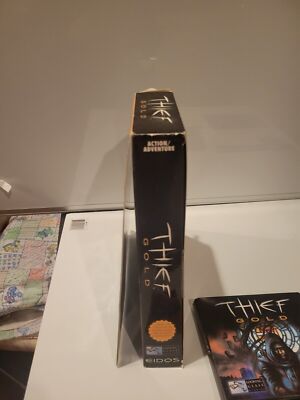 THIEF
GOLD
ACTION/
ADVENTURE
THIEF
GOLD
EIDOS
THIEF
GOLD